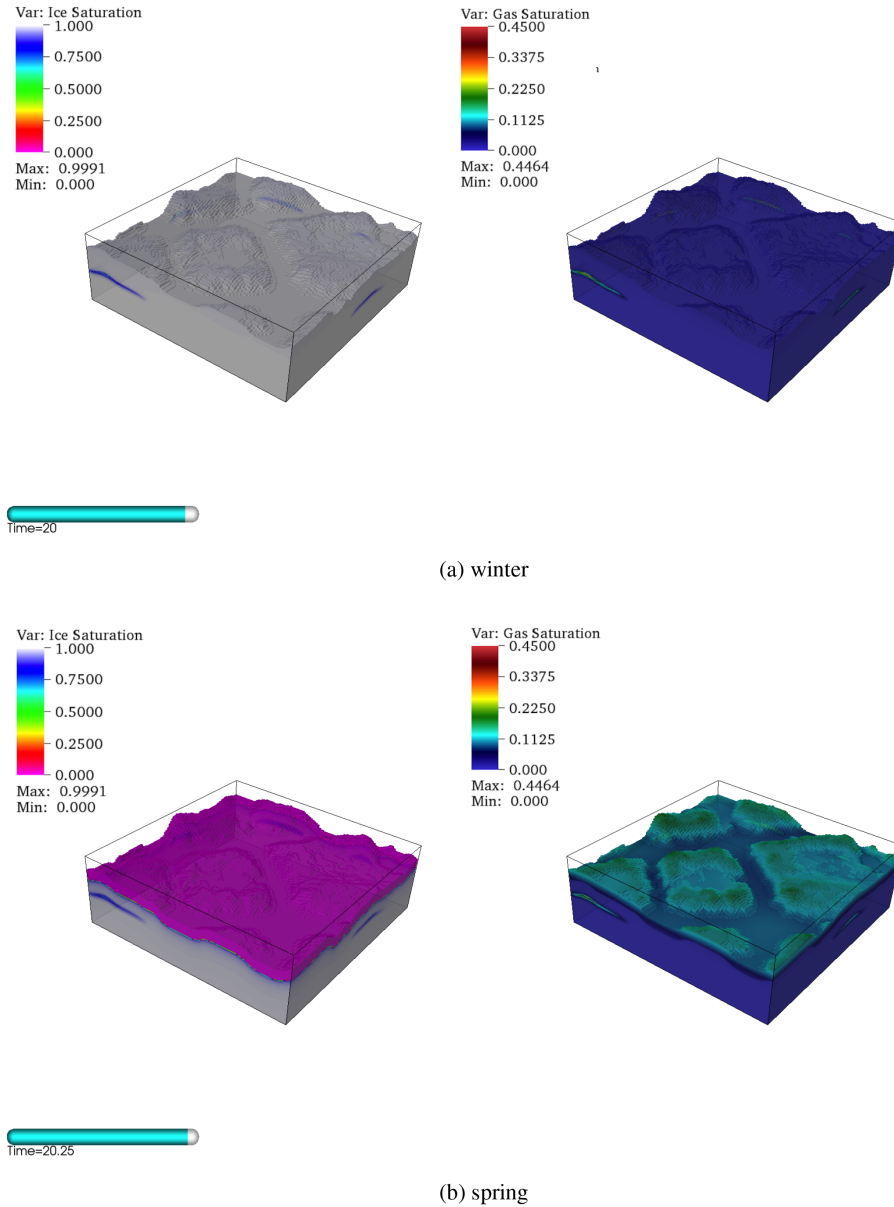 Var: Ice Saturation
1.000
0.7500
0.5000
0.2500
0.000
Max: 0.9991
Min: 0.000
Var: Gas Saturation
0.4500
0.3375
0.2250
0.1125
0.000
Max: 0.4464
Min: 0.000
Time=20
(a) winter
Var: Ice Saturation
1.000
0.7500
0.5000
0.2500
0.000
Max: 0.9991
Min: 0.000
Var: Gas Saturation
0.4500
0.3375
0.2250
0.1125
0.000
Max: 0.4464
Min: 0.000
Time=20.25
(b) spring